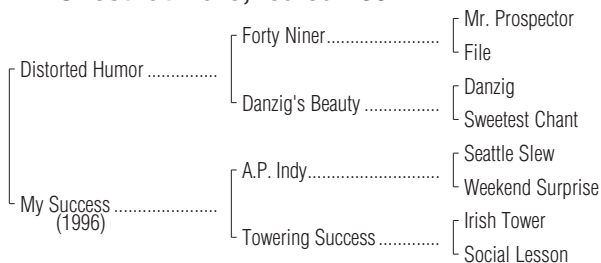 Mr. Prospector
Forty Niner
File
Distorted Humor
Danzig
Danzig's Beauty
Sweetest Chant
Seattle Slew
A.P. Indy
Weekend Surprise
My Success
(1996)
Irish Tower
Towering Success
Social Lesson